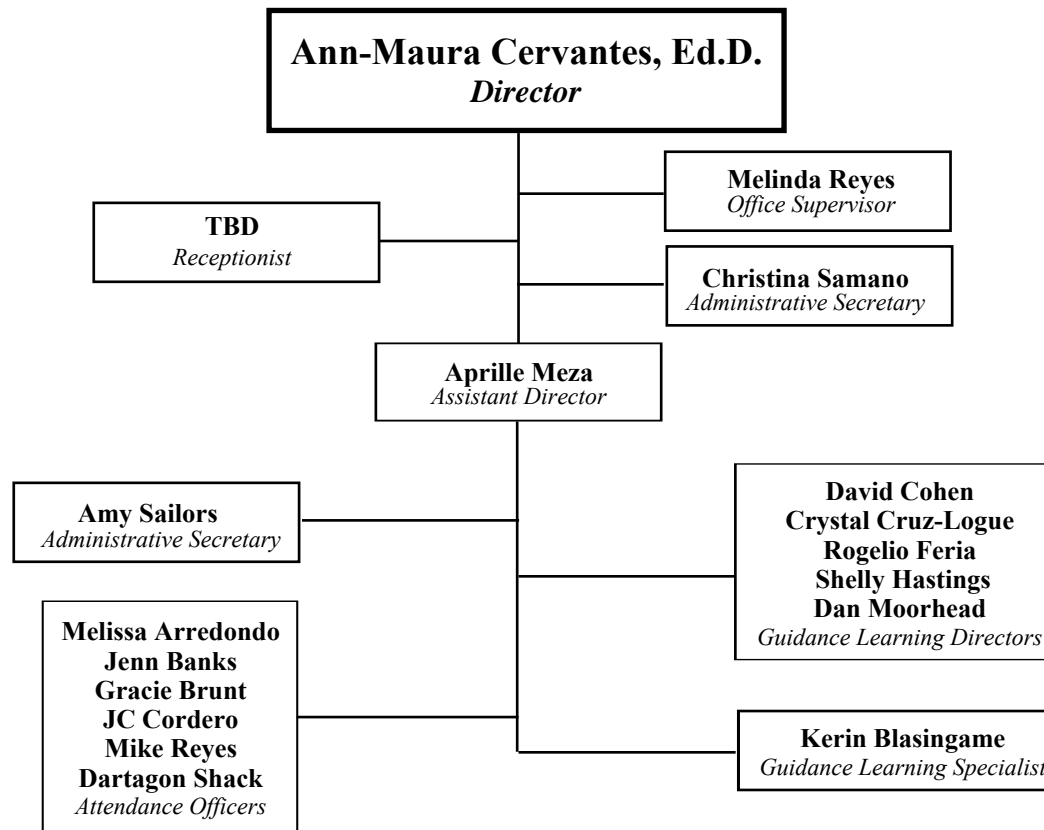 Ann-Maura Cervantes, Ed.D.
Director
Melinda Reyes
Office Supervisor
TBD
Receptionist
Christina Samano
Administrative Secretary
Aprille Meza
Assistant Director
Amy Sailors
Administrative Secretary
David Cohen
Crystal Cruz-Logue
Rogelio Feria
Shelly Hastings
Dan Moorhead
Guidance Learning Directors
Melissa Arredondo
Jenn Banks
Gracie Brunt
JC Cordero
Mike Reyes
Dartagon Shack
Attendance Officers
Kerin Blasingame
Guidance Learning Specialist